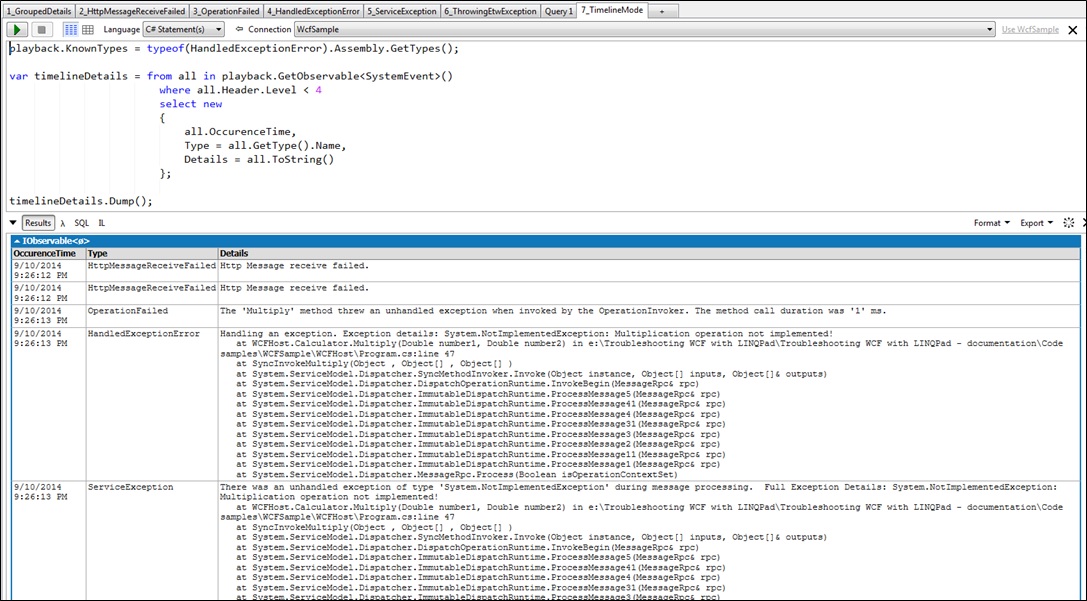 1_GroupedDetails 2_HttpMessageReceiveFailed 3_OperationFailed 4_HandledExceptionError 5_ServiceException 6_ThrowingEtwException Query 1 7_TimelineMode +
Language C# Statement(s) Connection WcfSample Use WcfSample
playback.KnownTypes = typeof(HandledExceptionError).Assembly.GetTypes();
var timelineDetails = from all in playback.GetObservable<SystemEvent>()
where all.Header.Level < 4
select new
{
all.OccurenceTime,
Type = all.GetType().Name,
Details = all.ToString()
};
timelineDetails.Dump();
Results λ SQL IL Format Export
IObservable<ø>
OccurenceTime Type Details
9/10/2014 HttpMessageReceiveFailed Http Message receive failed.
9:26:12 PM
9/10/2014 HttpMessageReceiveFailed Http Message receive failed.
9:26:12 PM
9/10/2014 OperationFailed The 'Multiply' method threw an unhandled exception when invoked by the OperationInvoker. The method call duration was '1' ms.
9:26:13 PM
9/10/2014 HandledExceptionError Handling an exception. Exception details: System.NotImplementedException: Multiplication operation not implemented!
9:26:13 PM at WCFHost.Calculator.Multiply(Double number1, Double number2) in e:\Troubleshooting WCF with LINQPad\Troubleshooting WCF with LINQPad - documentation\Code
samples\WCFSample\WCFHost\Program.cs:line 47
at SyncInvokeMultiply(Object , Object[] , Object[] )
at System.ServiceModel.Dispatcher.SyncMethodInvoker.Invoke(Object instance, Object[] inputs, Object[]& outputs)
at System.ServiceModel.Dispatcher.DispatchOperationRuntime.InvokeBegin(MessageRpc& rpc)
at System.ServiceModel.Dispatcher.ImmutableDispatchRuntime.ProcessMessage5(MessageRpc& rpc)
at System.ServiceModel.Dispatcher.ImmutableDispatchRuntime.ProcessMessage41(MessageRpc& rpc)
at System.ServiceModel.Dispatcher.ImmutableDispatchRuntime.ProcessMessage4(MessageRpc& rpc)
at System.ServiceModel.Dispatcher.ImmutableDispatchRuntime.ProcessMessage31(MessageRpc& rpc)
at System.ServiceModel.Dispatcher.ImmutableDispatchRuntime.ProcessMessage3(MessageRpc& rpc)
at System.ServiceModel.Dispatcher.ImmutableDispatchRuntime.ProcessMessage2(MessageRpc& rpc)
at System.ServiceModel.Dispatcher.ImmutableDispatchRuntime.ProcessMessage11(MessageRpc& rpc)
at System.ServiceModel.Dispatcher.ImmutableDispatchRuntime.ProcessMessage1(MessageRpc& rpc)
at System.ServiceModel.Dispatcher.MessageRpc.Process(Boolean isOperationContextSet)
9/10/2014 ServiceException There was an unhandled exception of type 'System.NotImplementedException' during message processing. Full Exception Details: System.NotImplementedException:
9:26:13 PM Multiplication operation not implemented!
at WCFHost.Calculator.Multiply(Double number1, Double number2) in e:\Troubleshooting WCF with LINQPad\Troubleshooting WCF with LINQPad - documentation\Code
samples\WCFSample\WCFHost\Program.cs:line 47
at SyncInvokeMultiply(Object , Object[] , Object[] )
at System.ServiceModel.Dispatcher.SyncMethodInvoker.Invoke(Object instance, Object[] inputs, Object[]& outputs)
at System.ServiceModel.Dispatcher.DispatchOperationRuntime.InvokeBegin(MessageRpc& rpc)
at System.ServiceModel.Dispatcher.ImmutableDispatchRuntime.ProcessMessage5(MessageRpc& rpc)
at System.ServiceModel.Dispatcher.ImmutableDispatchRuntime.ProcessMessage41(MessageRpc& rpc)
at System.ServiceModel.Dispatcher.ImmutableDispatchRuntime.ProcessMessage4(MessageRpc& rpc)
at System.ServiceModel.Dispatcher.ImmutableDispatchRuntime.ProcessMessage31(MessageRpc& rpc)
at System.ServiceModel.Dispatcher.ImmutableDispatchRuntime.ProcessMessage3(MessageRpc& rpc)